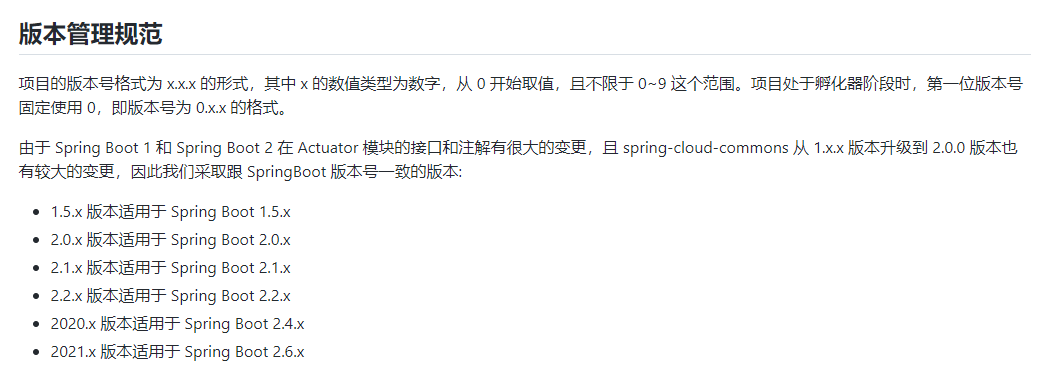 版本管理规范
项目的版本号格式为 x.x.x 的形式，其中 x 的数值类型为数字，从 0 开始取值，且不限于 0~9 这个范围。项目处于孵化器阶段时，第一位版本号
固定使用 0，即版本号为 0.x.x 的格式。
由于 Spring Boot 1 和 Spring Boot 2 在 Actuator 模块的接口和注解有很大的变更，且 spring-cloud-commons 从 1.x.x 版本升级到 2.0.0 版本也
有较大的变更，因此我们采取跟 SpringBoot 版本号一致的版本:
• 1.5.x 版本适用于 Spring Boot 1.5.x
• 2.0.x 版本适用于 Spring Boot 2.0.x
• 2.1.x 版本适用于 Spring Boot 2.1.x
• 2.2.x 版本适用于 Spring Boot 2.2.x
• 2020.x 版本适用于 Spring Boot 2.4.x
• 2021.x 版本适用于 Spring Boot 2.6.x